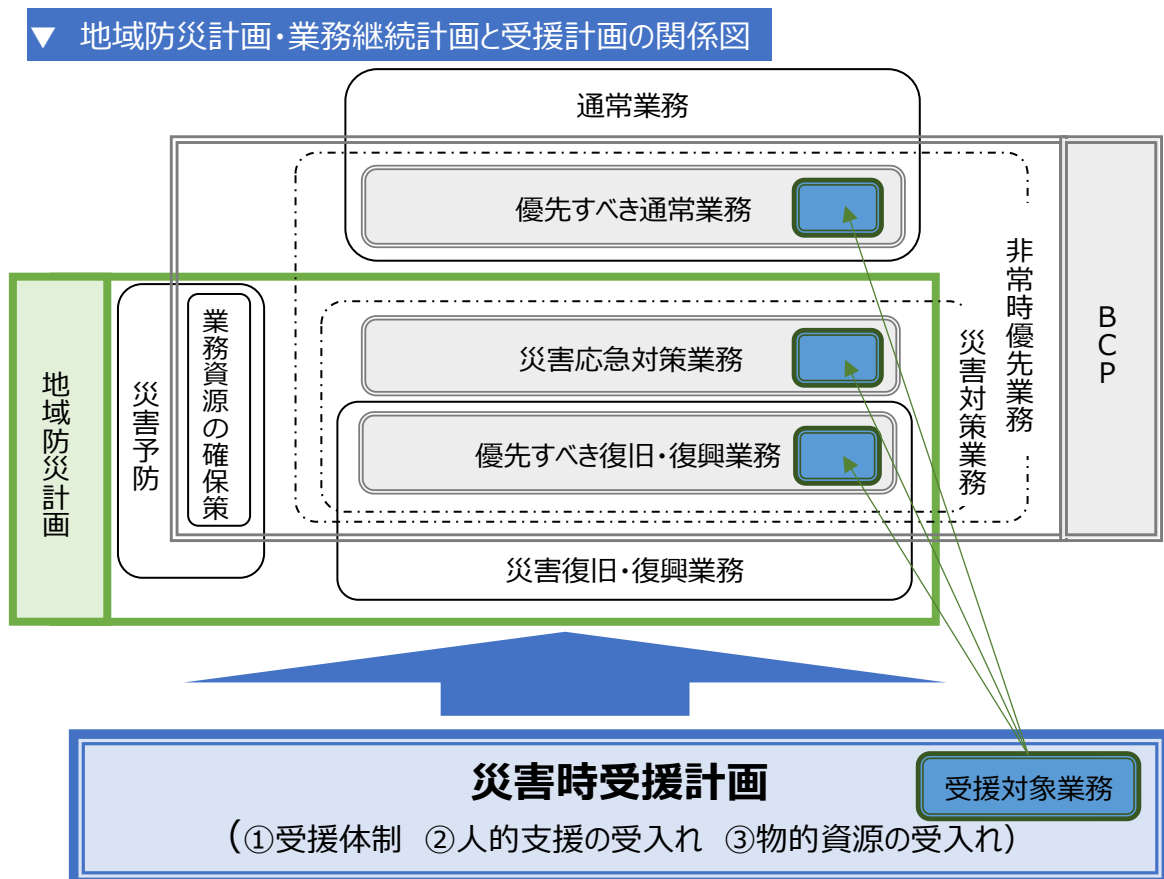 ▼ 地域防災計画・業務継続計画と受援計画の関係図
通常業務
優先すべき通常業務
非常時優先業務
BCP
地域防災計画
災害予防
業務資源の確保策
災害応急対策業務
災害対策業務
優先すべき復旧・復興業務
災害復旧・復興業務
災害時受援計画
受援対象業務
(①受援体制 ②人的支援の受入れ ③物的資源の受入れ)